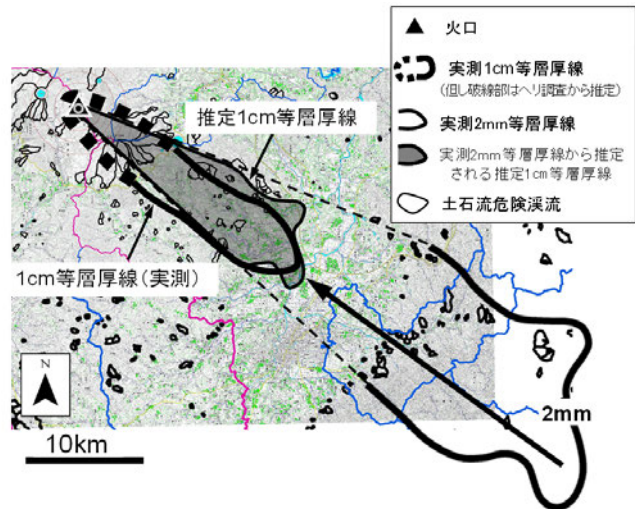 火口
実測1cm等層厚線
(但し破線部はヘリ調査から推定)
実測2mm等層厚線
実測2mm等層厚線から推定
される推定1cm等層厚線
土石流危険渓流
推定1cm等層厚線
1cm等層厚線(実測)
N
10km
2mm